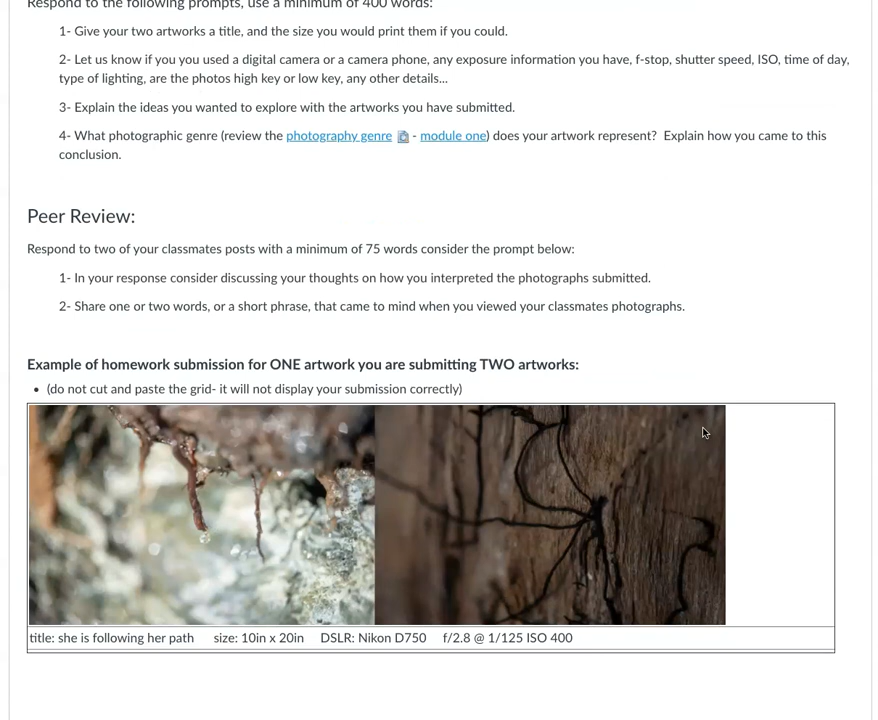 Respond to the following prompts, use a minimum of 400 words:
1- Give your two artworks a title, and the size you would print them if you could.
2- Let us know if you you used a digital camera or a camera phone, any exposure information you have, f-stop, shutter speed, ISO, time of day,
type of lighting, are the photos high key or low key, any other details...
3- Explain the ideas you wanted to explore with the artworks you have submitted.
4- What photographic genre (review the photography genre - module one) does your artwork represent? Explain how you came to this
conclusion.
Peer Review:
Respond to two of your classmates posts with a minimum of 75 words consider the prompt below:
1- In your response consider discussing your thoughts on how you interpreted the photographs submitted.
2- Share one or two words, or a short phrase, that came to mind when you viewed your classmates photographs.
Example of homework submission for ONE artwork you are submitting TWO artworks:
• (do not cut and paste the grid- it will not display your submission correctly)
title: she is following her path size: 10in x 20in DSLR: Nikon D750 f/2.8 @ 1/125 ISO 400